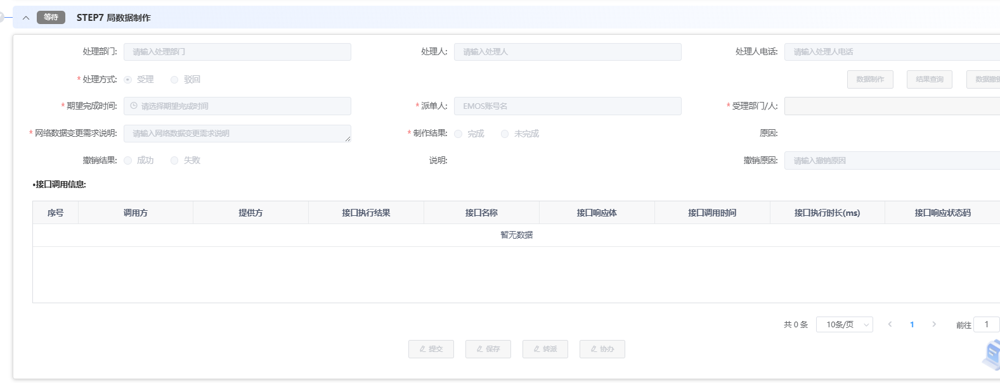 等待 STEP7 局数据制作
处理部门: 请输入处理部门 处理人: 请输入处理人 处理人电话: 请输入处理人电话
* 处理方式: 受理 驳回 数据制作 结果查询 数据撤销
* 期望完成时间: 请选择期望完成时间 * 派单人: EMOS账号名 * 受理部门/人:
* 网络数据变更需求说明: 请输入网络数据变更需求说明 * 制作结果: 完成 未完成 原因:
撤销结果: 成功 失败 说明: 撤销原因: 请输入撤销原因
•接口调用信息:
序号 调用方 提供方 接口执行结果 接口名称 接口响应体 接口调用时间 接口执行时长(ms) 接口响应状态码
暂无数据
共 0 条 10条/页 1 前往 1
提交 保存 转派 协办